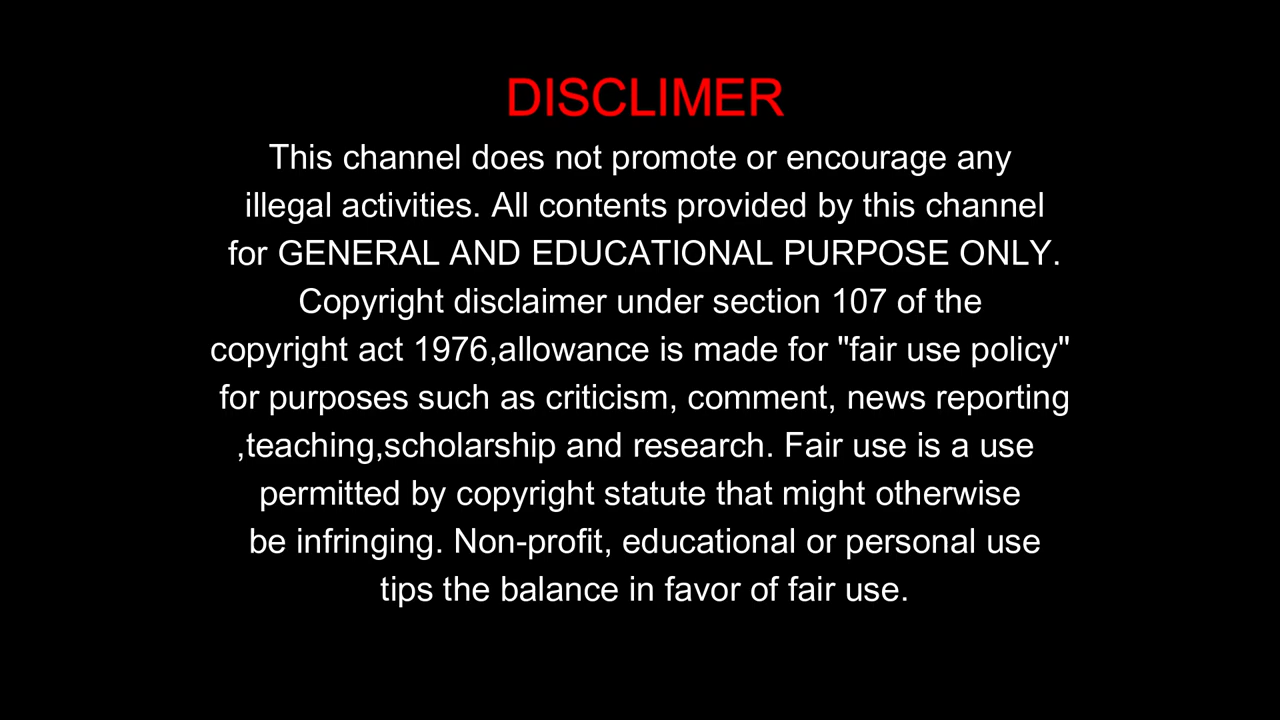 DISCLIMER
This channel does not promote or encourage any
illegal activities. All contents provided by this channel
for GENERAL AND EDUCATIONAL PURPOSE ONLY.
Copyright disclaimer under section 107 of the
copyright act 1976,allowance is made for "fair use policy"
for purposes such as criticism, comment, news reporting
,teaching,scholarship and research. Fair use is a use
permitted by copyright statute that might otherwise
be infringing. Non-profit, educational or personal use
tips the balance in favor of fair use.